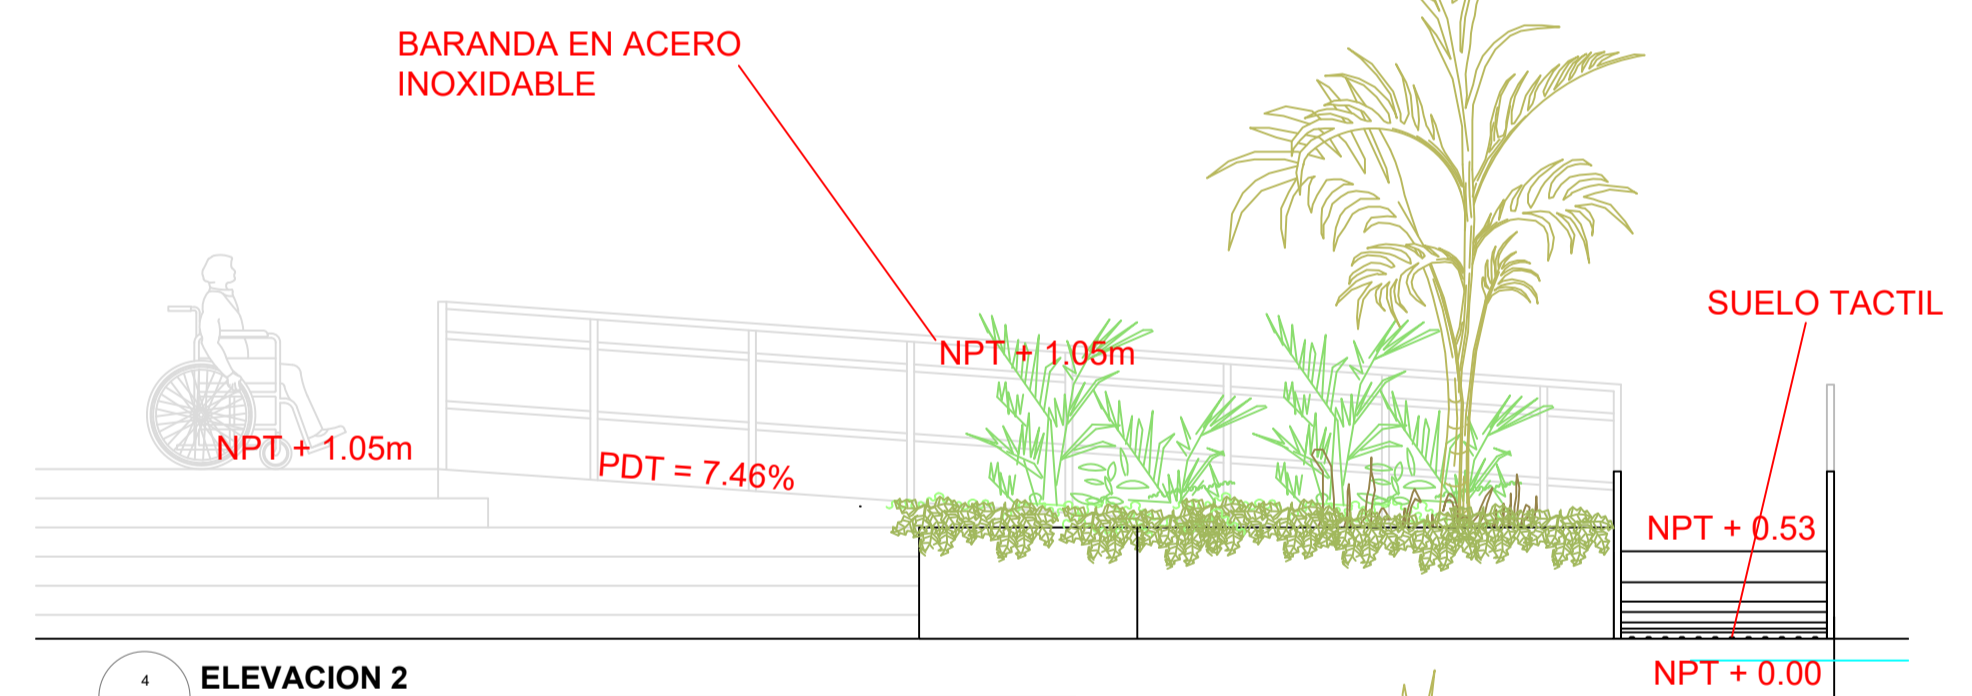 BARANDA EN ACERO
INOXIDABLE
SUELO TACTIL
NPT + 1.05m
NPT + 1.05m
PDT = 7.46%
NPT + 0.53
NPT + 0.00
4
ELEVACION 2